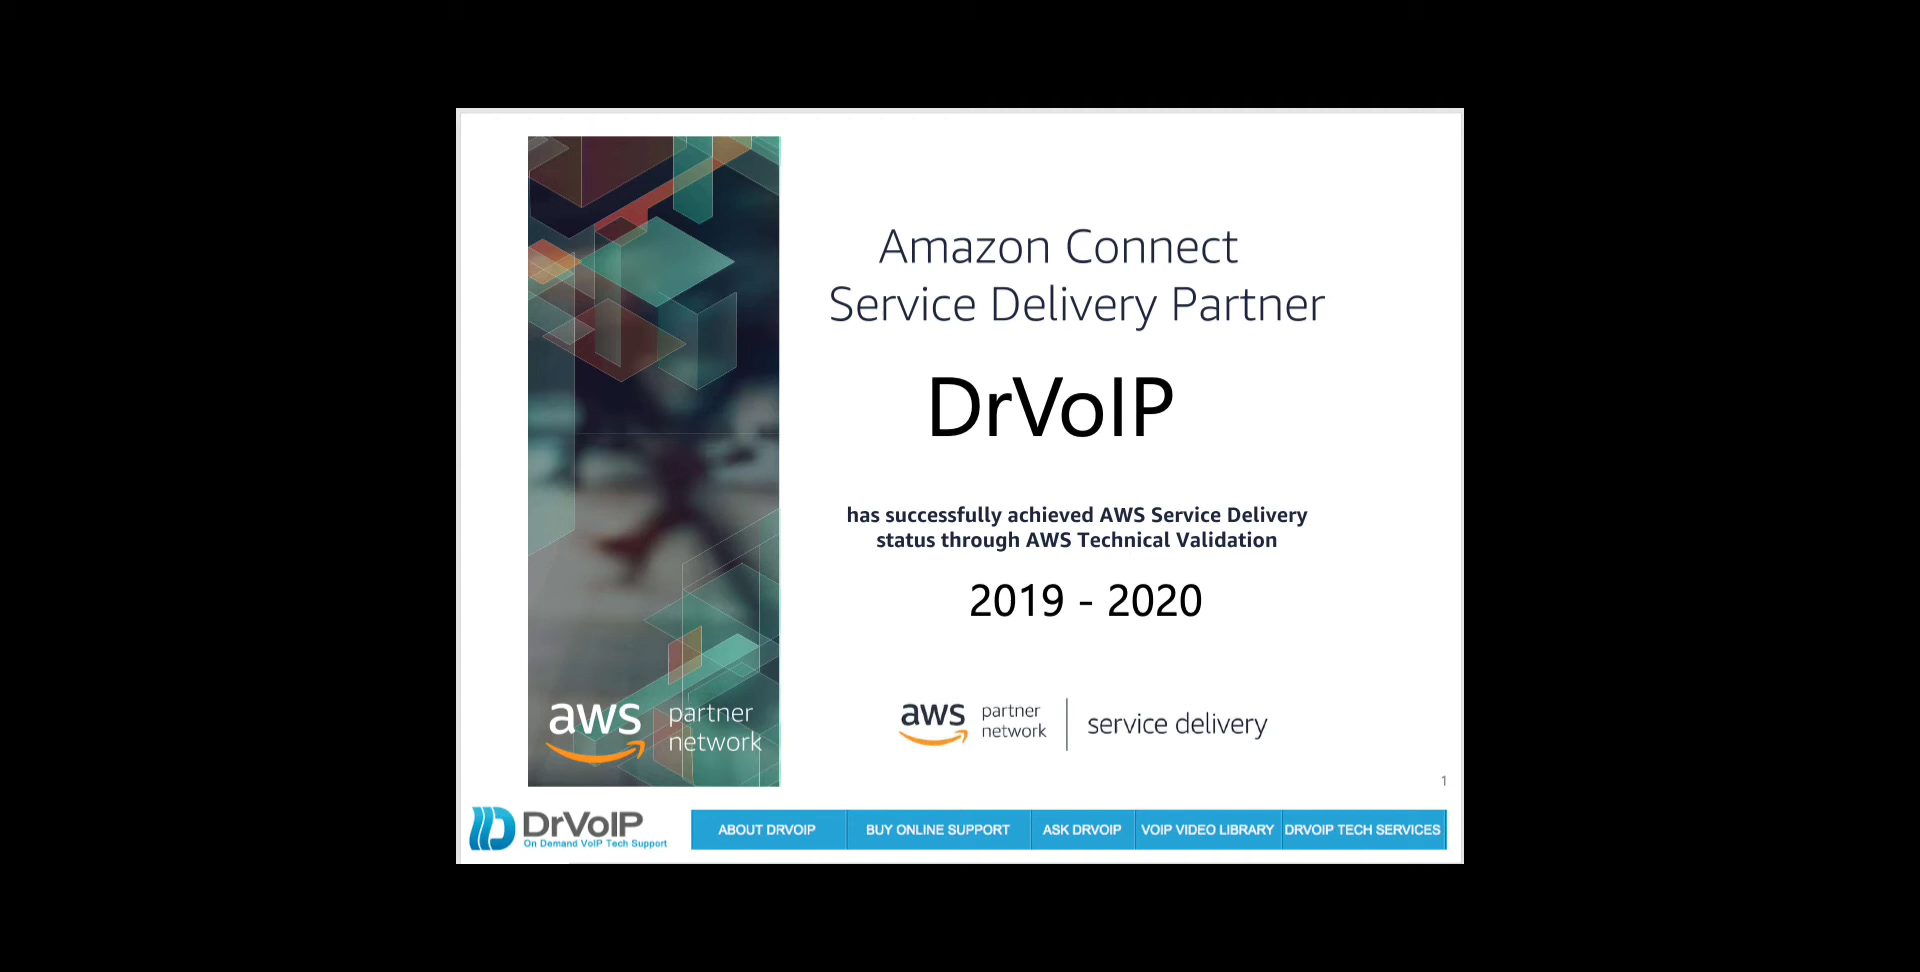 Amazon Connect
Service Delivery Partner
DrVoIP
has successfully achieved AWS Service Delivery
status through AWS Technical Validation
2019 - 2020
aws partner
network
aws partner
network
service delivery
1
DrVoIP
On Demand VoIP Tech Support
ABOUT DRVOIP
BUY ONLINE SUPPORT
ASK DRVOIP
VOIP VIDEO LIBRARY
DRVOIP TECH SERVICES